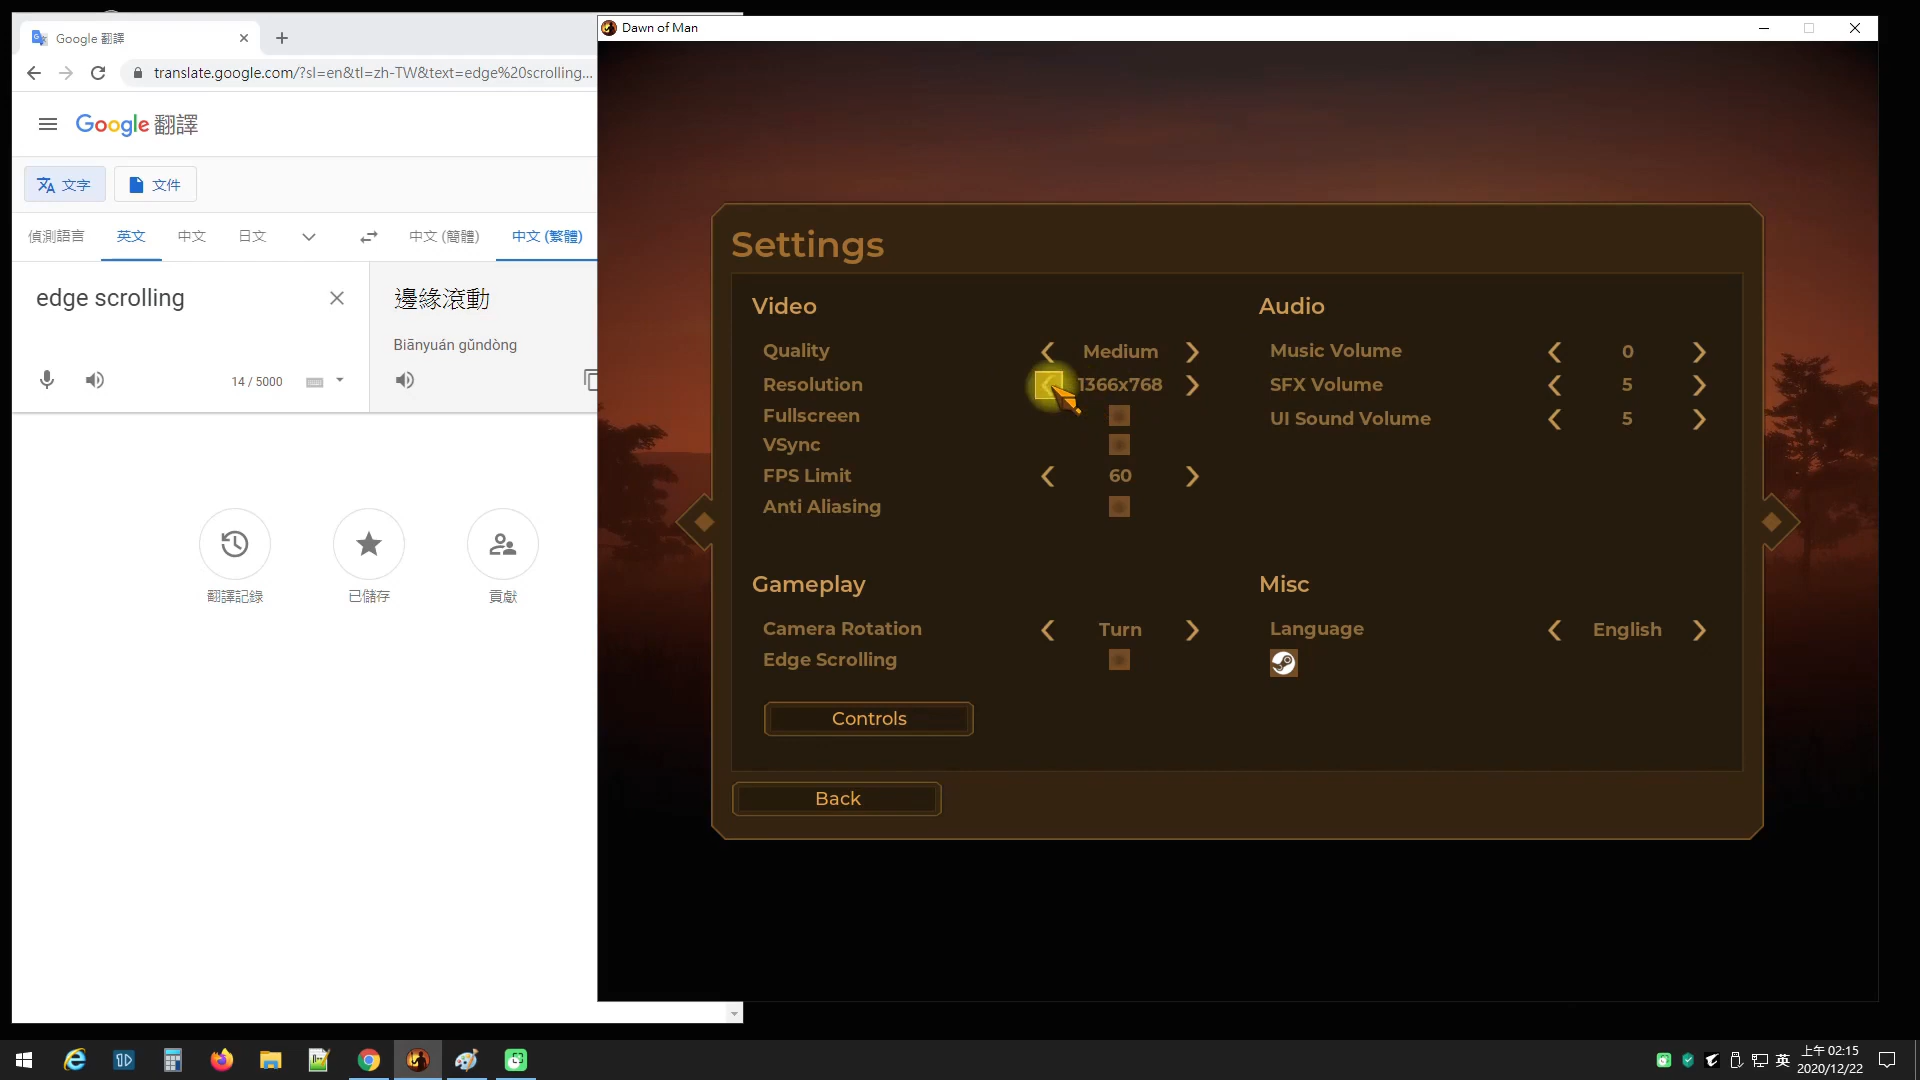 Google 翻譯
translate.google.com/?sl=en&tl=zh-TW&text=edge%20scrolling...
Google 翻譯
文字
文件
偵測語言
英文
中文
日文
中文 (簡體)
中文 (繁體)
edge scrolling
邊緣滾動
Biānyuán gǔndòng
14 / 5000
翻譯記錄
已儲存
貢獻
Dawn of Man
Settings
Video
Quality
Medium
Resolution
1366x768
Fullscreen
VSync
FPS Limit
60
Anti Aliasing
Audio
Music Volume
0
SFX Volume
5
UI Sound Volume
5
Gameplay
Camera Rotation
Turn
Edge Scrolling
Controls
Misc
Language
English
Back
英
上午 02:15
2020/12/22